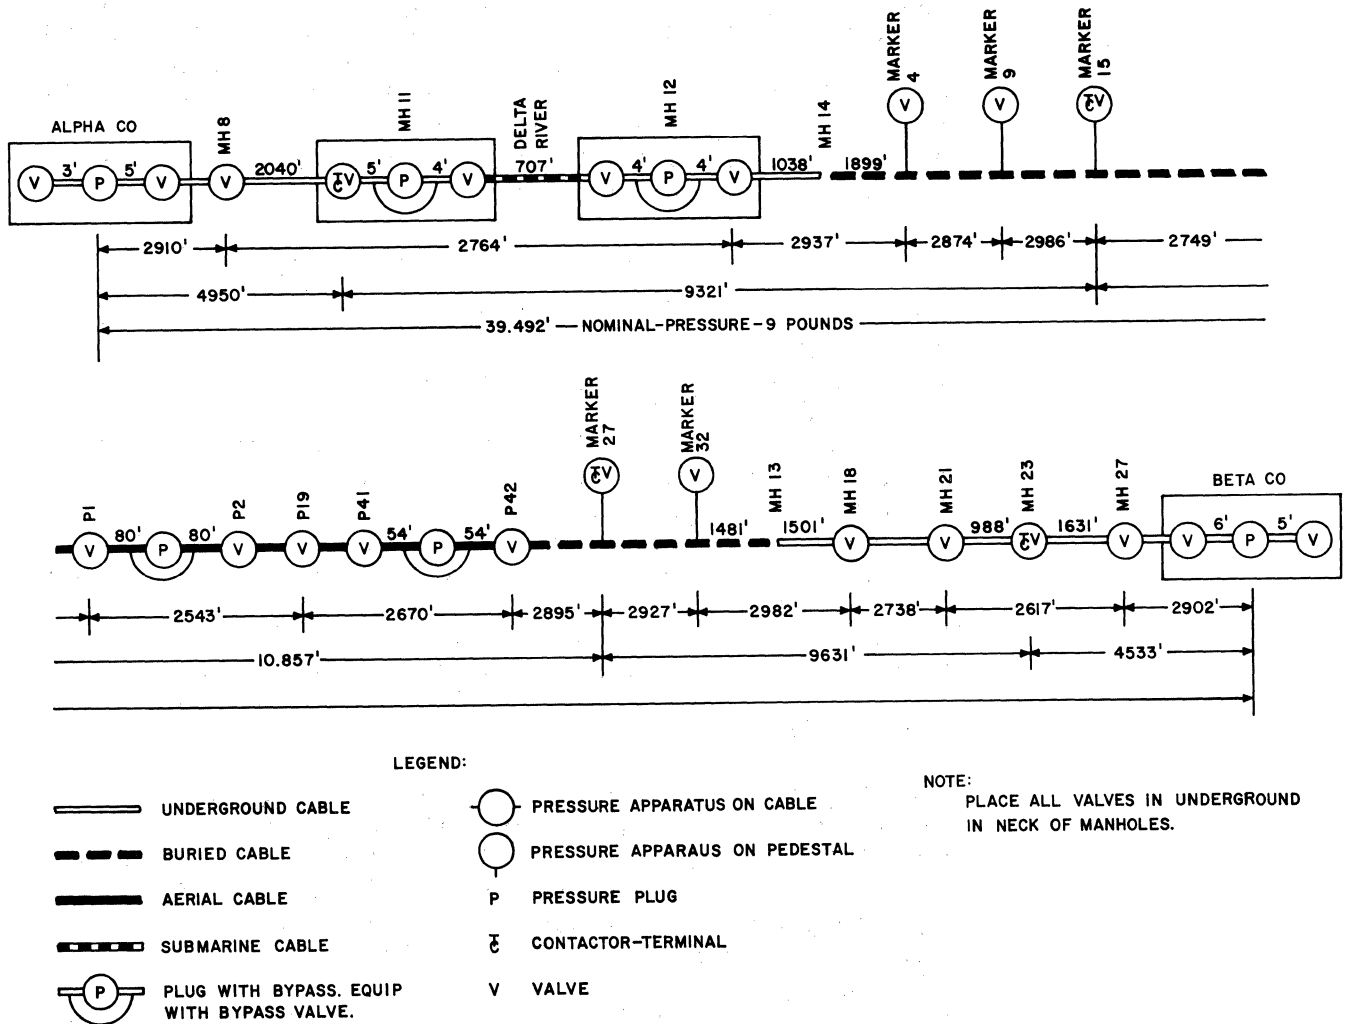 ALPHA CO
MH 8
MH 11
DELTA RIVER
MH 12
MH 14
MARKER 4
MARKER 9
MARKER 15
V 3' P 5' V V 2040' TC V 5' P 4' V 707' V 4' P 4' V 1038' 1899' V V TC V
2910' 2764' 2937' 2874' 2986' 2749'
4950' 9321'
39.492' — NOMINAL-PRESSURE-9 POUNDS
P1
P2
P19
P41
P42
MARKER 27
MARKER 32
MH 13
MH 18
MH 21
MH 23
MH 27
BETA CO
V 80' P 80' V V V 54' P 54' V TC V V 1481' 1501' V V 988' TC V 1631' V V 6' P 5' V
2543' 2670' 2895' 2927' 2982' 2738' 2617' 2902'
10.857' 9631' 4533'
LEGEND:
UNDERGROUND CABLE
BURIED CABLE
AERIAL CABLE
SUBMARINE CABLE
P PLUG WITH BYPASS. EQUIP
WITH BYPASS VALVE.
PRESSURE APPARATUS ON CABLE
PRESSURE APPARAUS ON PEDESTAL
P PRESSURE PLUG
TC CONTACTOR-TERMINAL
V VALVE
NOTE:
PLACE ALL VALVES IN UNDERGROUND
IN NECK OF MANHOLES.